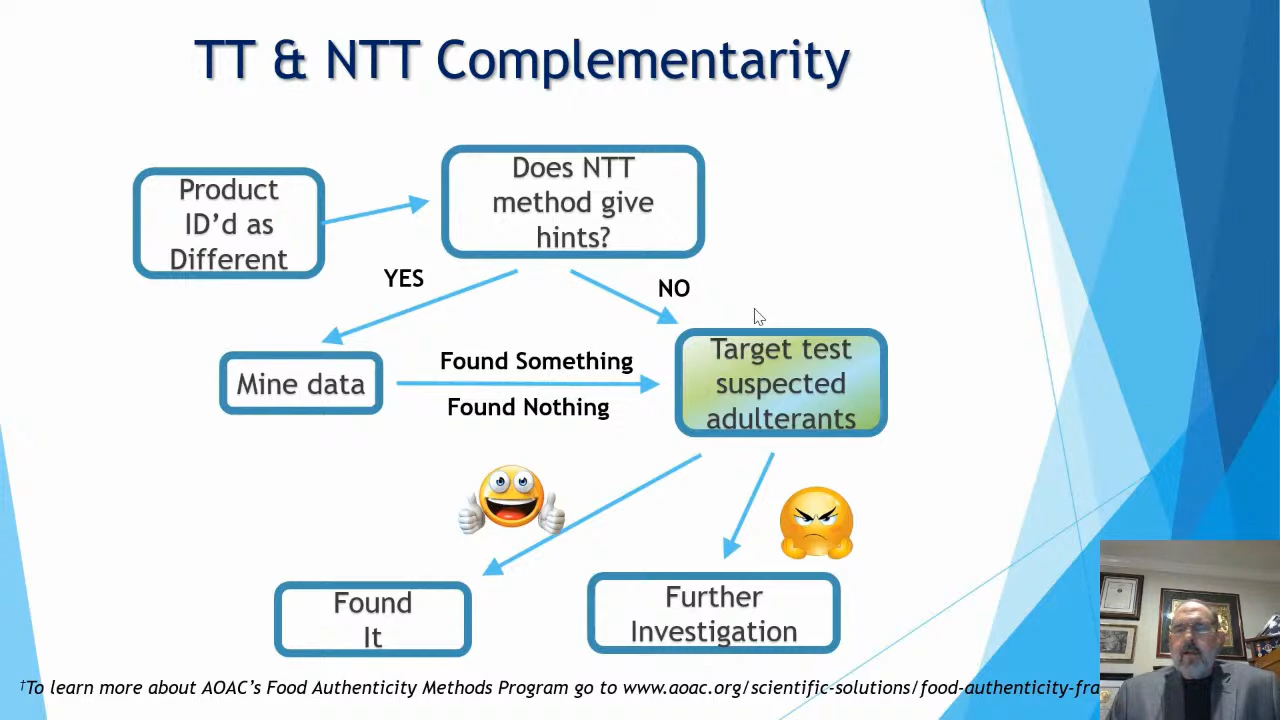 TT & NTT Complementarity
Product
ID’d as
Different
Does NTT
method give
hints?
YES
NO
Mine data
Found Something
Found Nothing
Target test
suspected
adulterants
Found
It
Further
Investigation
†To learn more about AOAC’s Food Authenticity Methods Program go to www.aoac.org/scientific-solutions/food-authenticity-fra